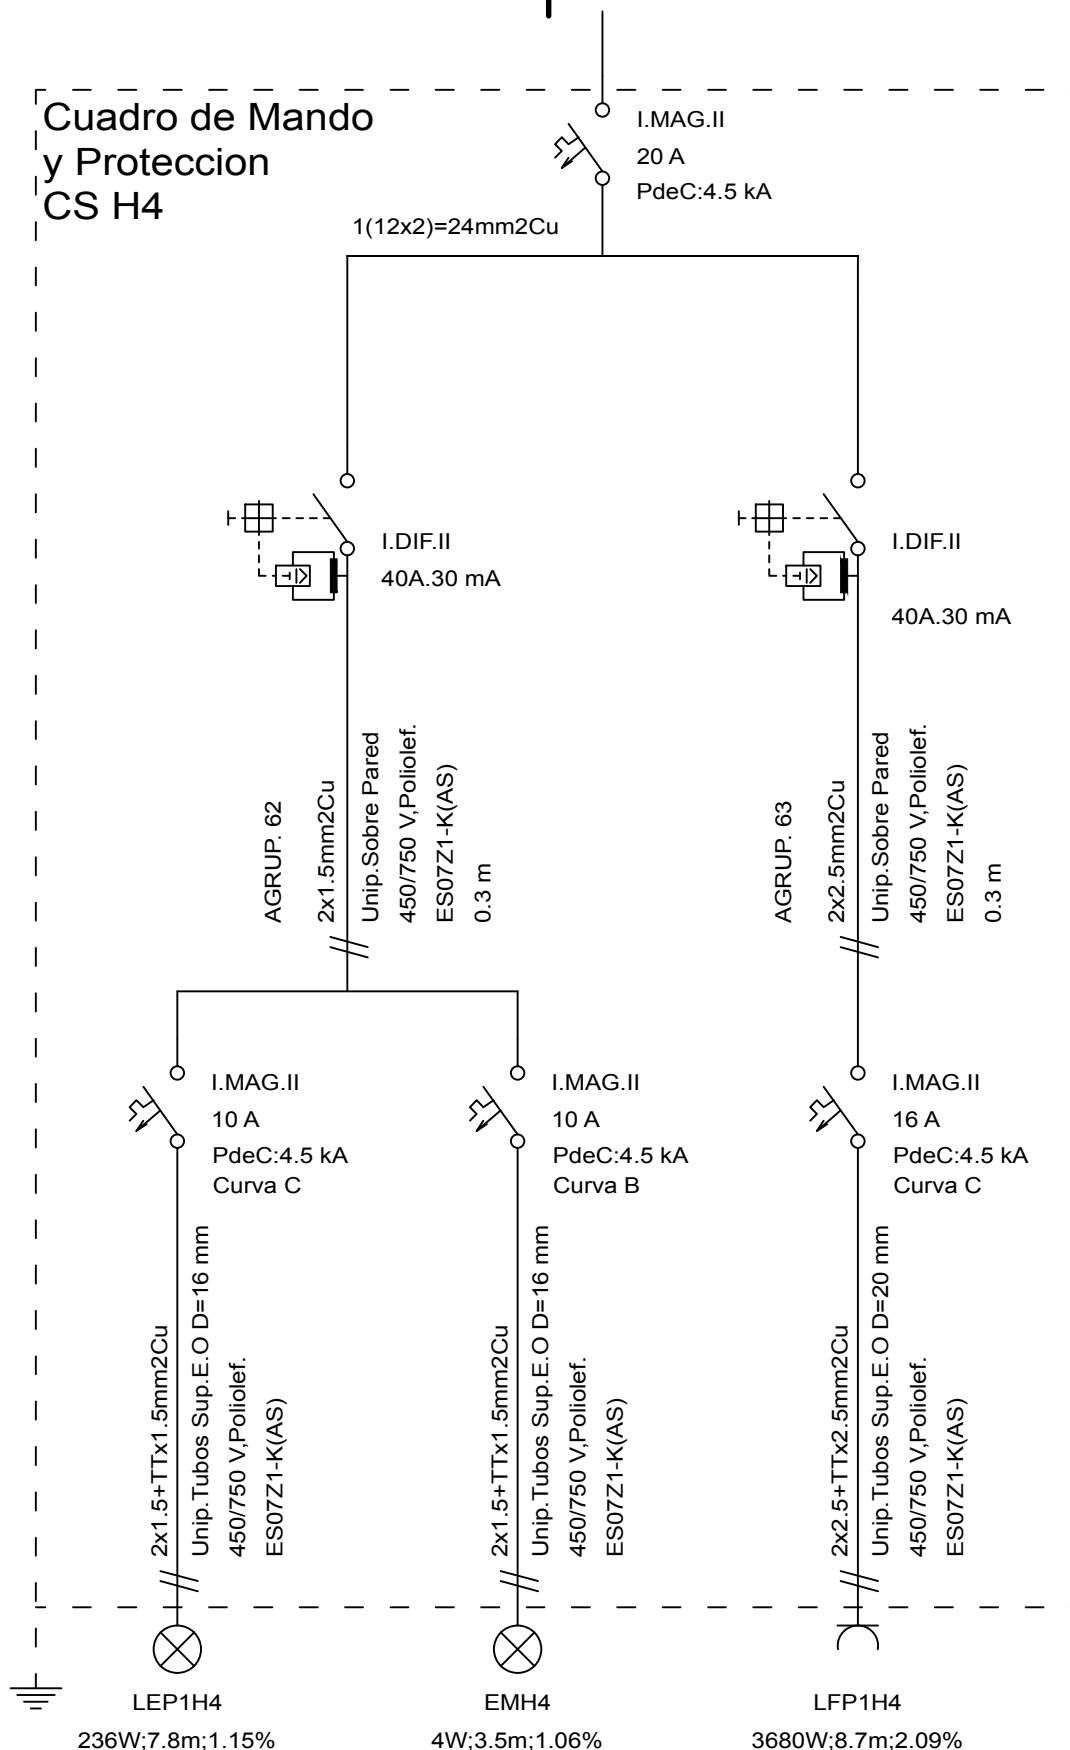 Cuadro de Mando
y Proteccion
CS H4
I.MAG.II
20 A
PdeC:4.5 kA
1(12x2)=24mm2Cu
I.DIF.II
40A.30 mA
I.DIF.II
40A.30 mA
AGRUP. 62
2x1.5mm2Cu
Unip.Sobre Pared
450/750 V,Poliolef.
ES07Z1-K(AS)
0.3 m
AGRUP. 63
2x2.5mm2Cu
Unip.Sobre Pared
450/750 V,Poliolef.
ES07Z1-K(AS)
0.3 m
I.MAG.II
10 A
PdeC:4.5 kA
Curva C
I.MAG.II
10 A
PdeC:4.5 kA
Curva B
I.MAG.II
16 A
PdeC:4.5 kA
Curva C
2x1.5+TTx1.5mm2Cu
Unip.Tubos Sup.E.O D=16 mm
450/750 V,Poliolef.
ES07Z1-K(AS)
2x1.5+TTx1.5mm2Cu
Unip.Tubos Sup.E.O D=16 mm
450/750 V,Poliolef.
ES07Z1-K(AS)
2x2.5+TTx2.5mm2Cu
Unip.Tubos Sup.E.O D=20 mm
450/750 V,Poliolef.
ES07Z1-K(AS)
LEP1H4
236W;7.8m;1.15%
EMH4
4W;3.5m;1.06%
LFP1H4
3680W;8.7m;2.09%